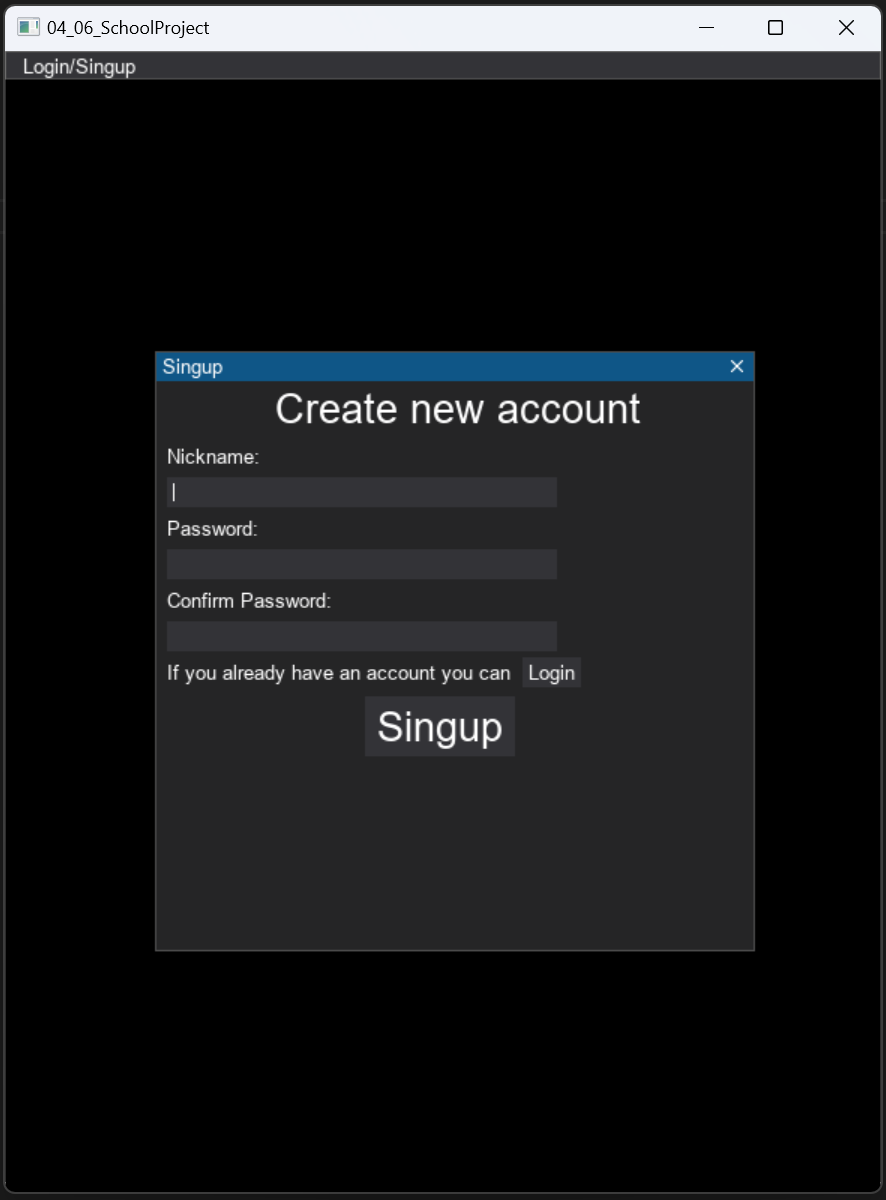 04_06_SchoolProject
Login/Singup
Singup
Create new account
Nickname:
Password:
Confirm Password:
If you already have an account you can Login
Singup